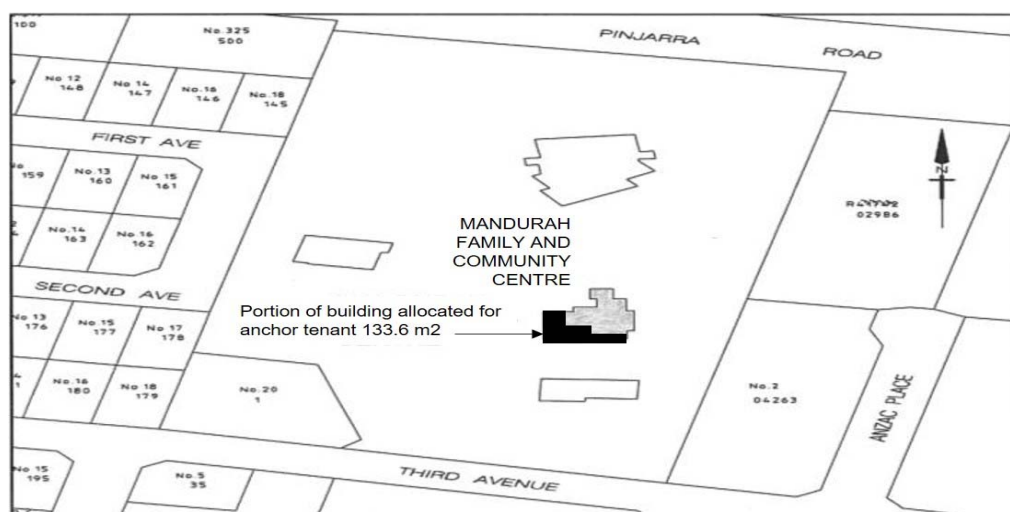 100
No.325
500
PINJARRA ROAD
No 12
148
No 14
147
No.16
146
No.18
145
FIRST AVE
159
No.13
160
No 15
161
No.14
163
No.16
162
N
02986
MANDURAH
FAMILY AND
COMMUNITY
CENTRE
SECOND AVE
Portion of building allocated for
anchor tenant 133.6 m2
No 13
176
No.15
177
No 17
178
No.16
180
No 18
179
No.20
1
No.2
04263
ANZAC PLACE
THIRD AVENUE
No 15
195
No.5
35